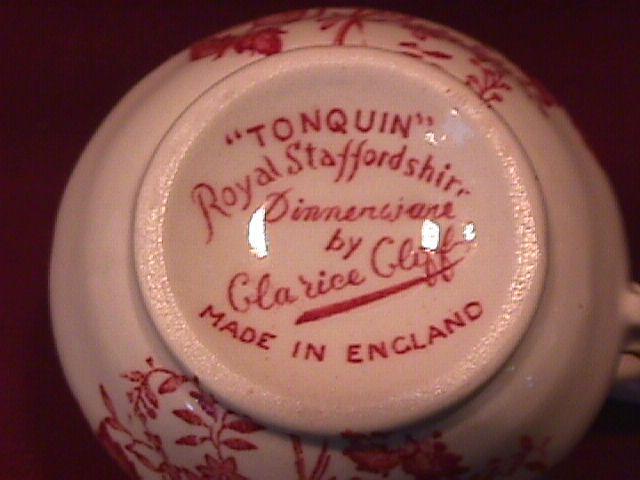 "TONQUIN"
Royal Staffordshire
Dinnerware
by
Clarice Cliff
MADE IN ENGLAND